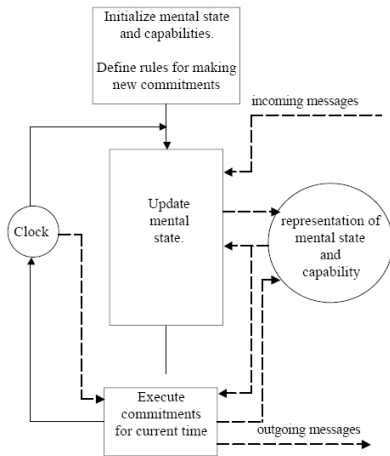 Initialize mental state
and capabilities.
Define rules for making
new commitments
incoming messages
Update
mental
state.
Clock
representation of
mental state
and
capability
Execute
commitments
for current time
outgoing messages